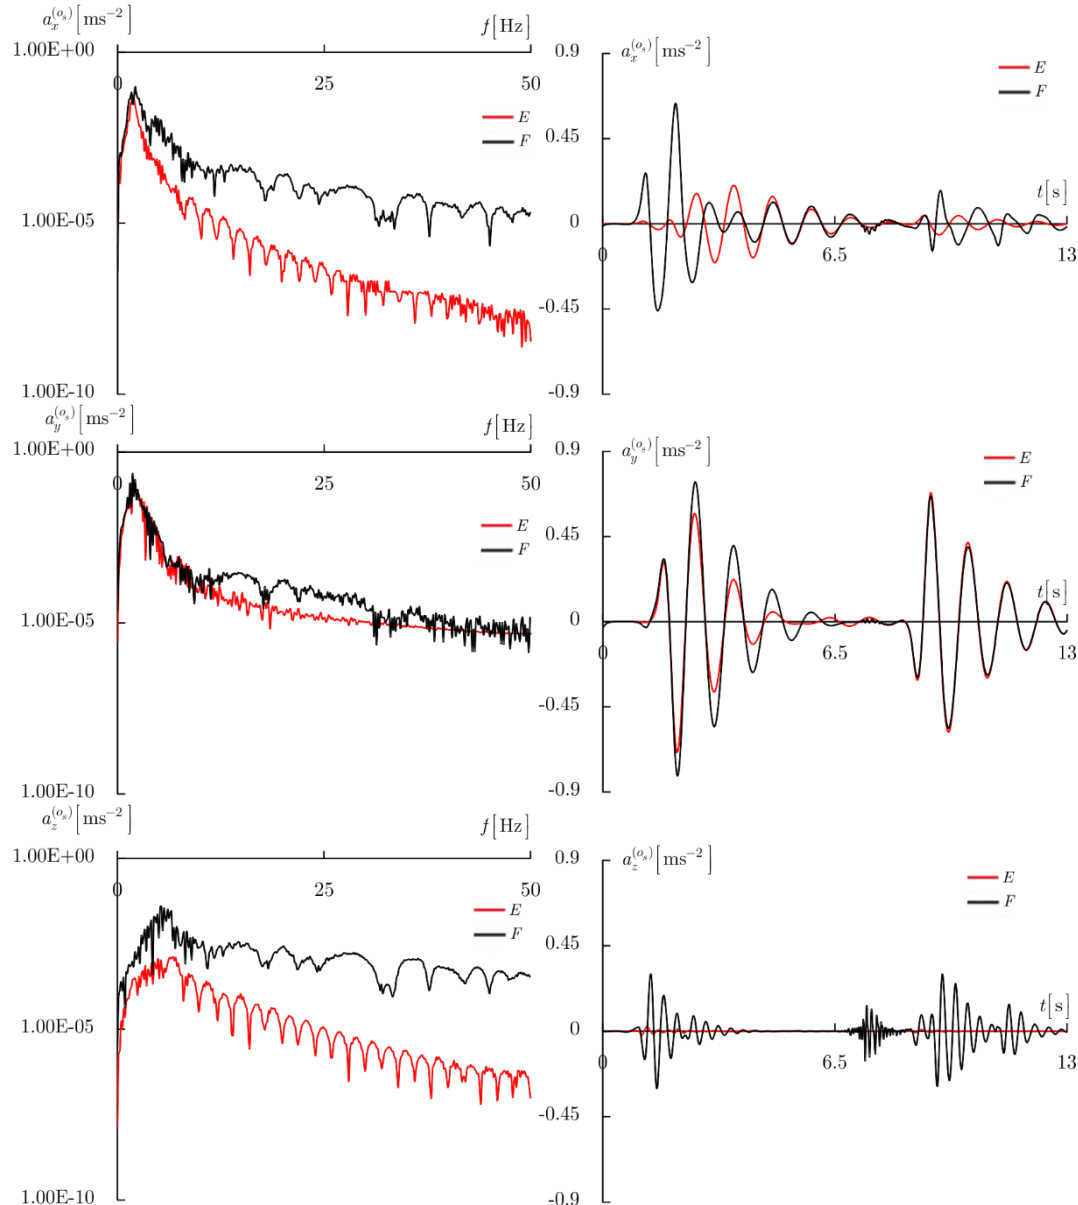 a_x^{(o_s)} [ms^{-2}] f[Hz]
1.00E+00
0 25 50
E
F
1.00E-05
1.00E-10
0.9 a_x^{(o_s)} [ms^{-2}]
E
F
0.45
t[s]
0
0 6.5 13
-0.45
-0.9
a_y^{(o_s)} [ms^{-2}] f[Hz]
1.00E+00
0 25 50
E
F
1.00E-05
1.00E-10
0.9 a_y^{(o_s)} [ms^{-2}]
E
F
0.45
t[s]
0
0 6.5 13
-0.45
-0.9
a_z^{(o_s)} [ms^{-2}] f[Hz]
1.00E+00
0 25 50
E
F
1.00E-05
1.00E-10
0.9 a_z^{(o_s)} [ms^{-2}]
E
F
0.45
t[s]
0
0 6.5 13
-0.45
-0.9